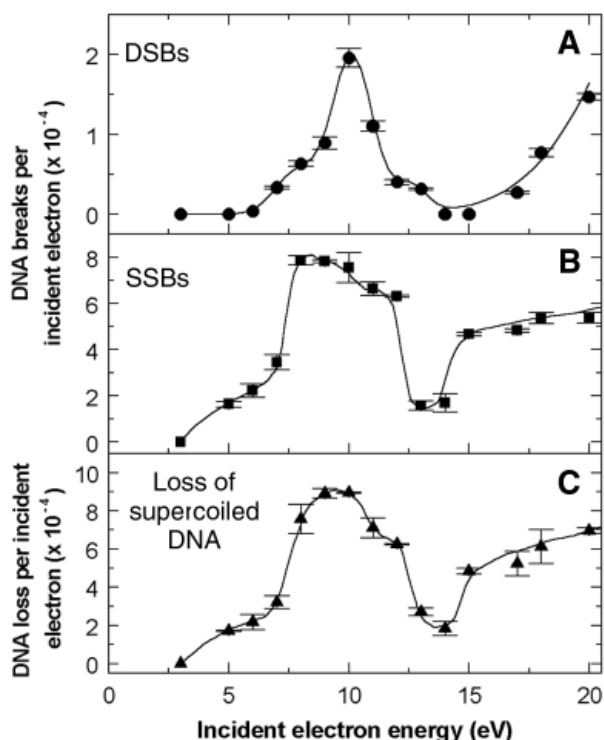 DSBs
A
2
1
0
DNA breaks per
incident electron (x 10⁻⁴)
SSBs
B
8
6
4
2
0
Loss of
supercoiled
DNA
C
10
8
6
4
2
0
DNA loss per incident
electron (x 10⁻⁴)
0 5 10 15 20
Incident electron energy (eV)